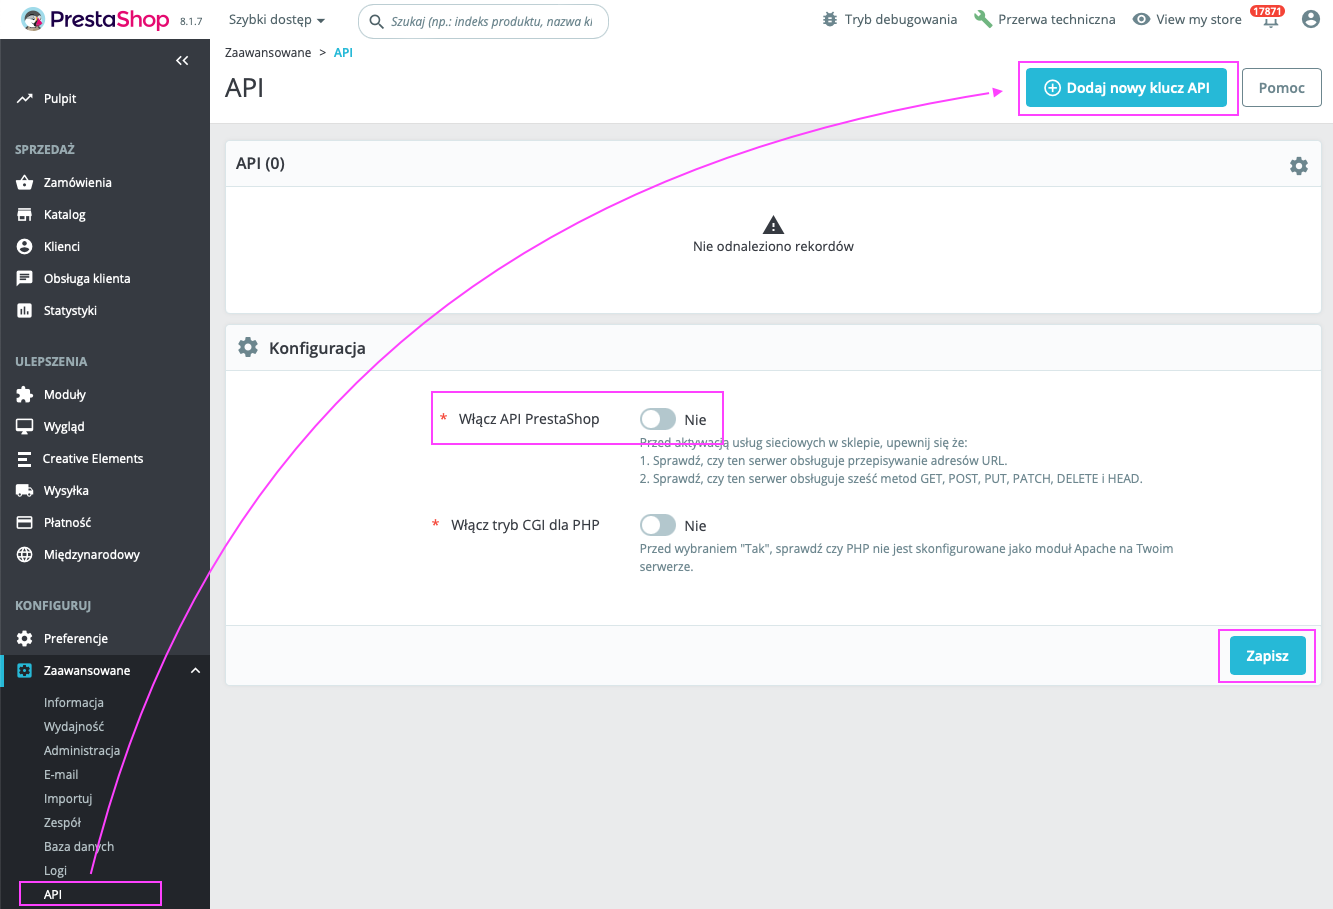 PrestaShop 8.1.7
Szybki dostęp
Szukaj (np.: indeks produktu, nazwa kl
Tryb debugowania
Przerwa techniczna
View my store
17871
Zaawansowane > API
API
Dodaj nowy klucz API
Pomoc
Pulpit
SPRZEDAŻ
Zamówienia
Katalog
Klienci
Obsługa klienta
Statystyki
ULEPSZENIA
Moduły
Wygląd
Creative Elements
Wysyłka
Płatność
Międzynarodowy
KONFIGURUJ
Preferencje
Zaawansowane
Informacja
Wydajność
Administracja
E-mail
Importuj
Zespół
Baza danych
Logi
API
API (0)
Nie odnaleziono rekordów
Konfiguracja
* Włącz API PrestaShop
Nie
Przed aktywacją usług sieciowych w sklepie, upewnij się że:
1. Sprawdź, czy ten serwer obsługuje przepisywanie adresów URL.
2. Sprawdź, czy ten serwer obsługuje sześć metod GET, POST, PUT, PATCH, DELETE i HEAD.
* Włącz tryb CGI dla PHP
Nie
Przed wybraniem "Tak", sprawdź czy PHP nie jest skonfigurowane jako moduł Apache na Twoim
serwerze.
Zapisz